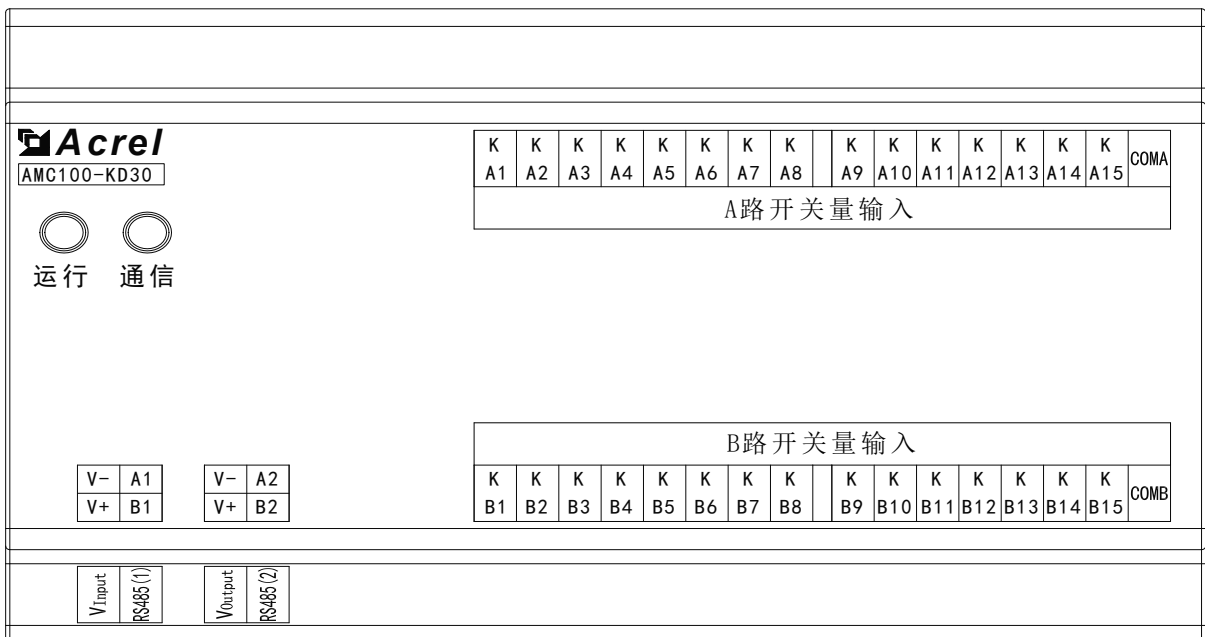 Acrel
AMC100-KD30
运行 通信
K K K K K K K K K K K K K K K
A1 A2 A3 A4 A5 A6 A7 A8 A9 A10 A11 A12 A13 A14 A15 COMA
A路开关量输入
B路开关量输入
K K K K K K K K K K K K K K K
B1 B2 B3 B4 B5 B6 B7 B8 B9 B10 B11 B12 B13 B14 B15 COMB
V- A1 V- A2
V+ B1 V+ B2
VInput RS485(1) VOutput RS485(2)